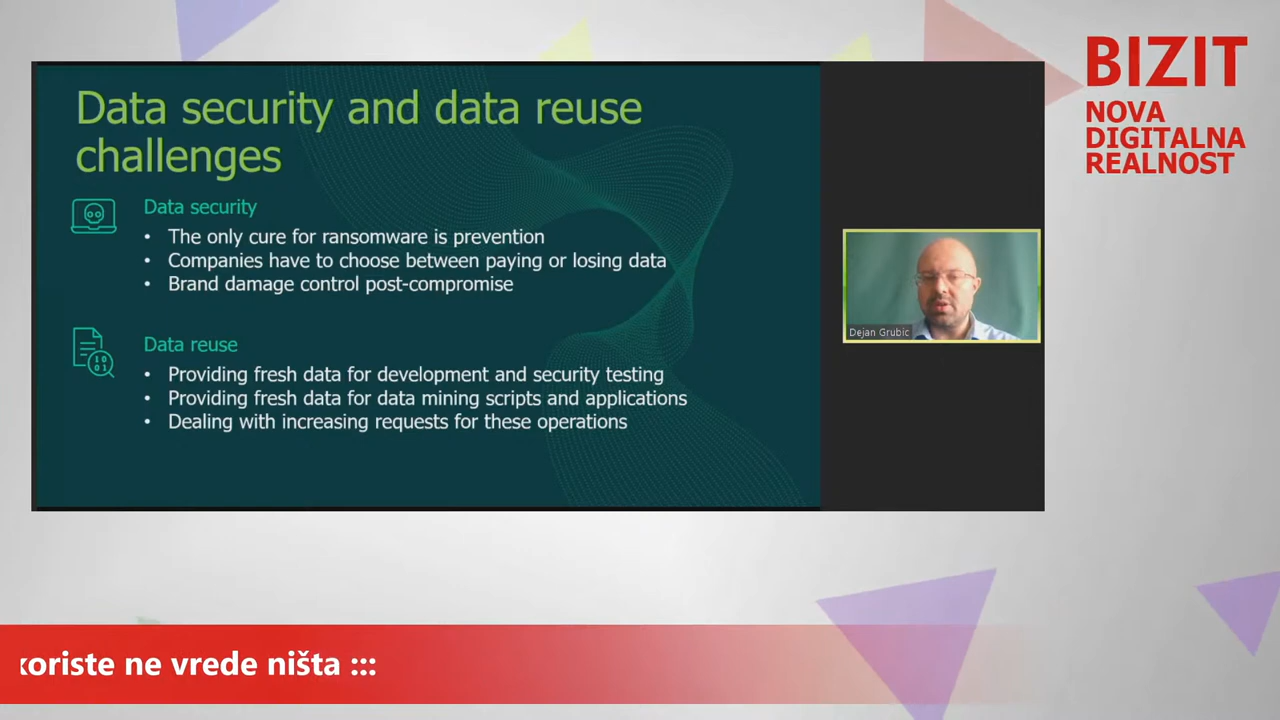 Data security and data reuse
challenges
Data security
• The only cure for ransomware is prevention
• Companies have to choose between paying or losing data
• Brand damage control post-compromise
Data reuse
• Providing fresh data for development and security testing
• Providing fresh data for data mining scripts and applications
• Dealing with increasing requests for these operations
Dejan Grubic
BIZIT
NOVA
DIGITALNA
REALNOST
koriste ne vrede ništa :::